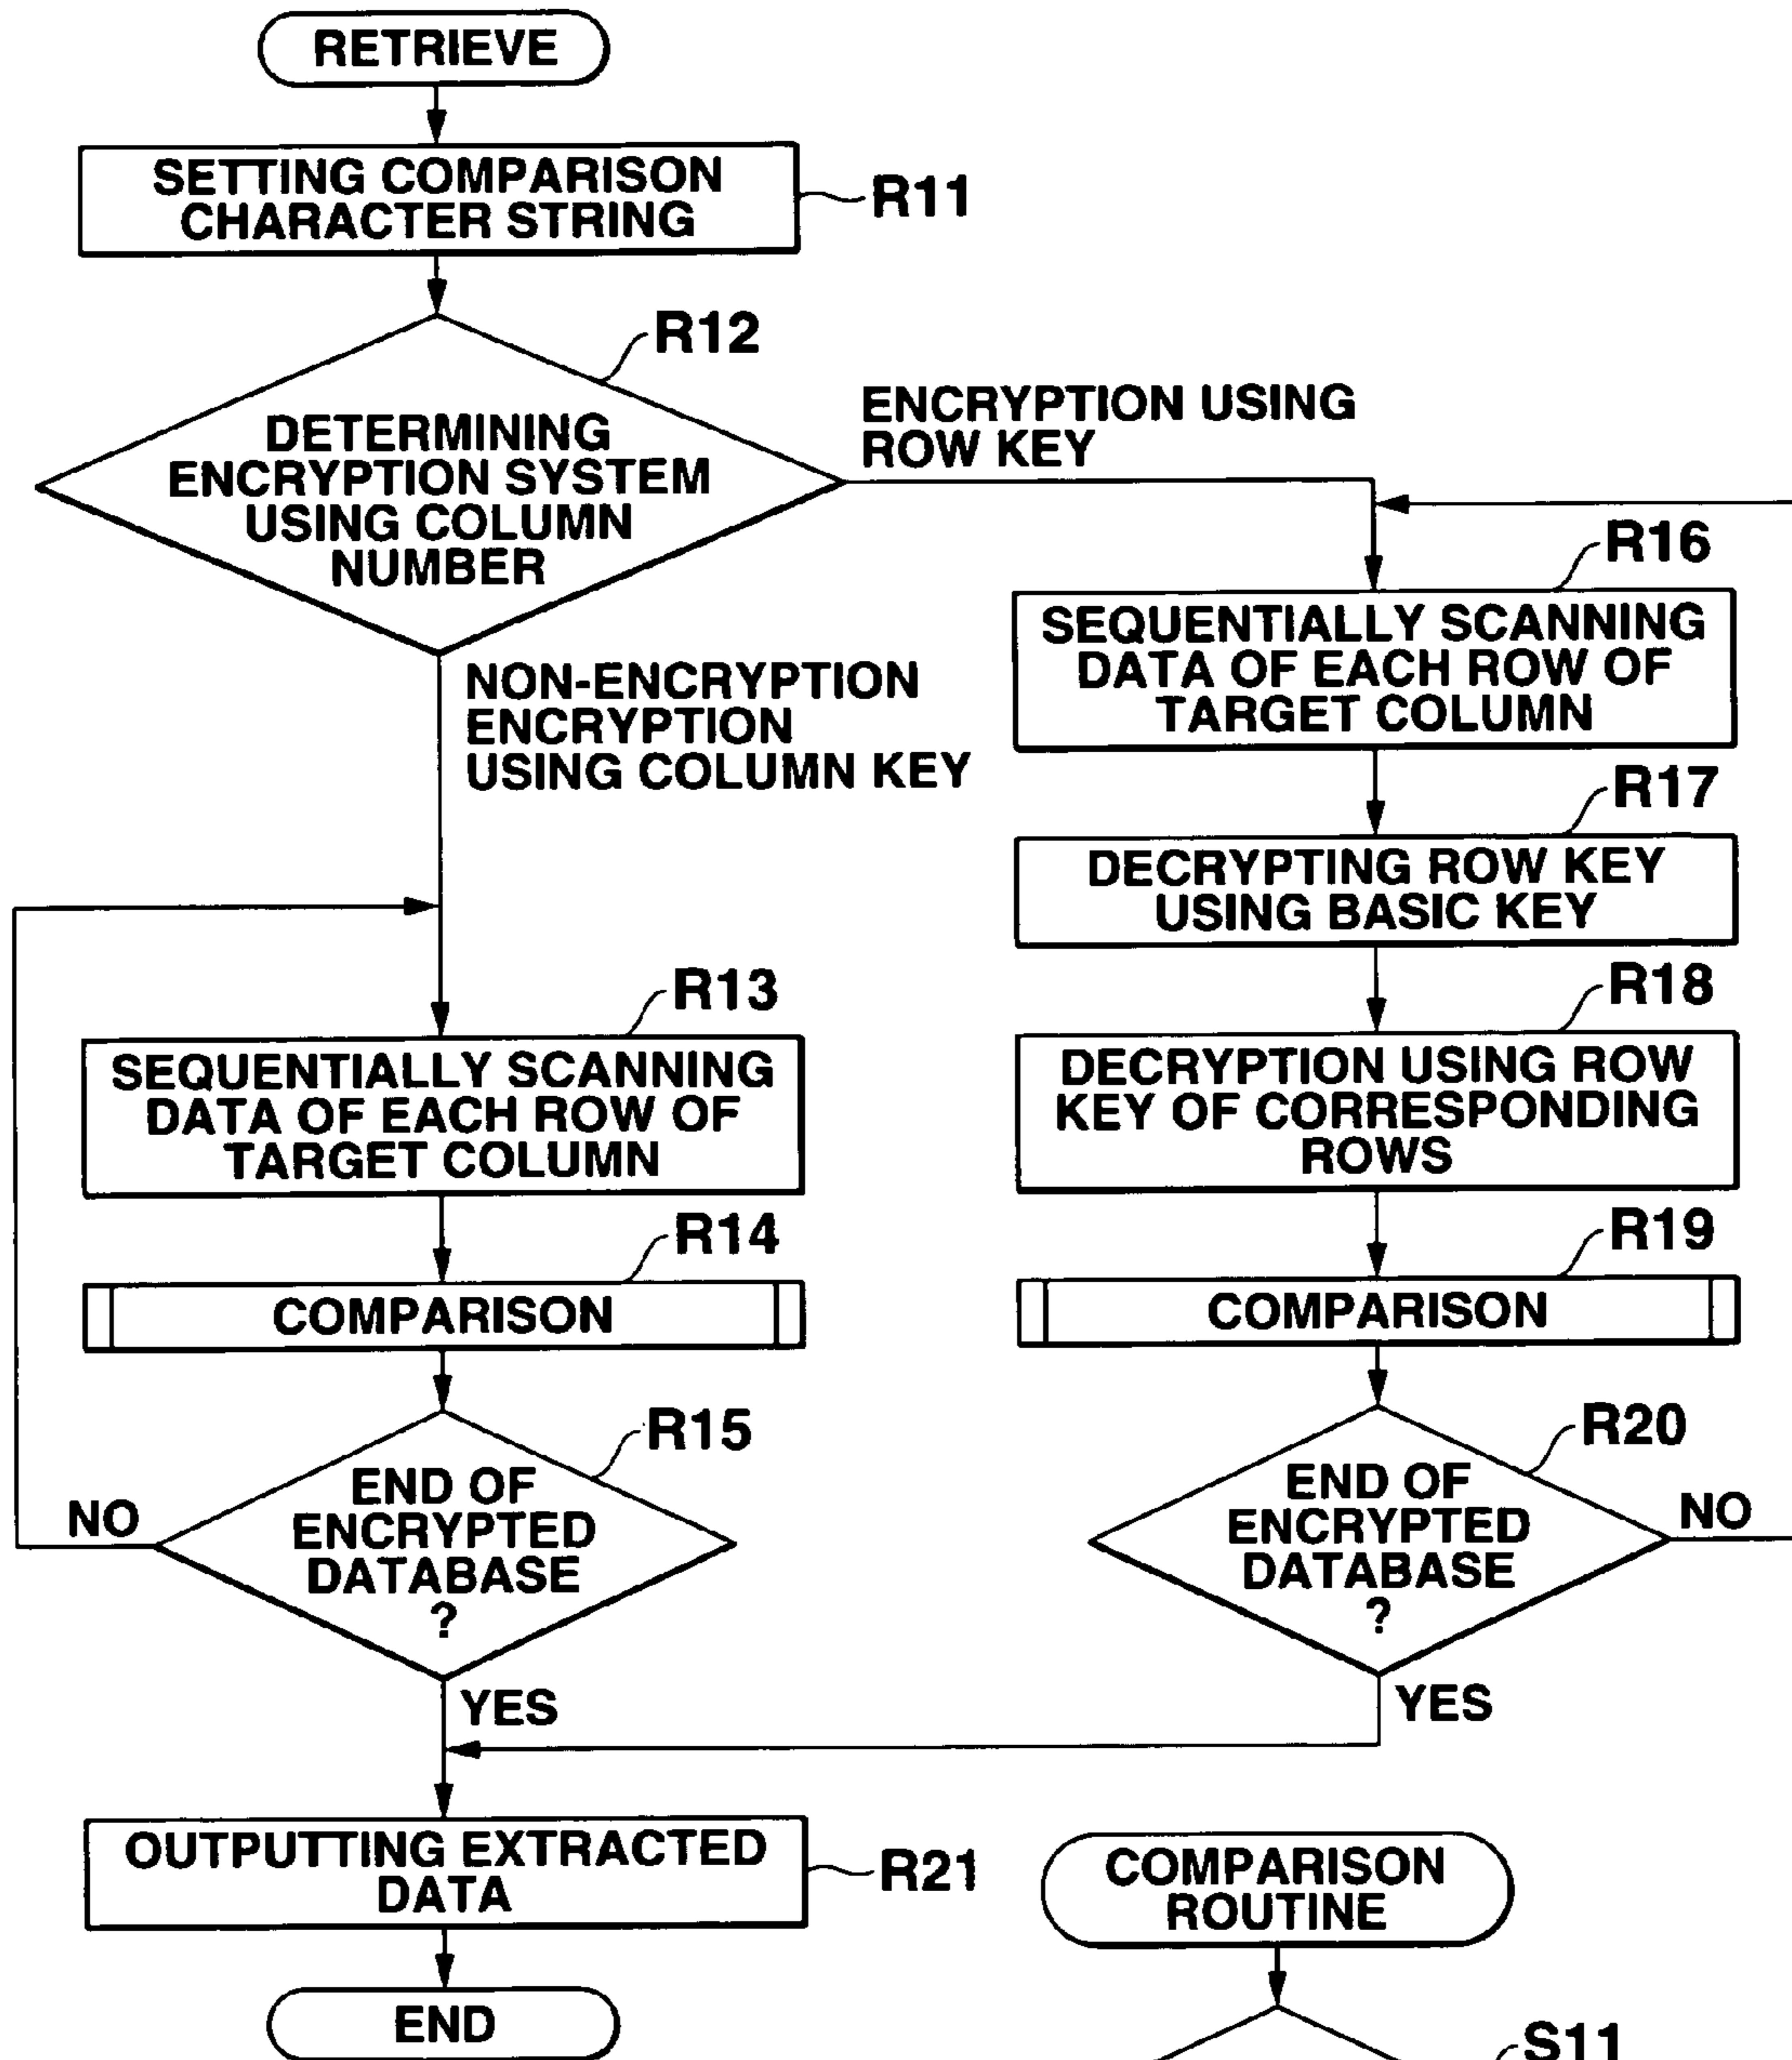 RETRIEVE
SETTING COMPARISON
CHARACTER STRING
R11
R12
DETERMINING
ENCRYPTION SYSTEM
USING COLUMN
NUMBER
ENCRYPTION USING
ROW KEY
NON-ENCRYPTION
ENCRYPTION
USING COLUMN KEY
R13
SEQUENTIALLY SCANNING
DATA OF EACH ROW OF
TARGET COLUMN
R14
COMPARISON
R15
END OF
ENCRYPTED
DATABASE
?
NO
YES
R16
SEQUENTIALLY SCANNING
DATA OF EACH ROW OF
TARGET COLUMN
R17
DECRYPTING ROW KEY
USING BASIC KEY
R18
DECRYPTION USING ROW
KEY OF CORRESPONDING
ROWS
R19
COMPARISON
R20
END OF
ENCRYPTED
DATABASE
?
NO
YES
OUTPUTTING EXTRACTED
DATA
R21
END
COMPARISON
ROUTINE
S11